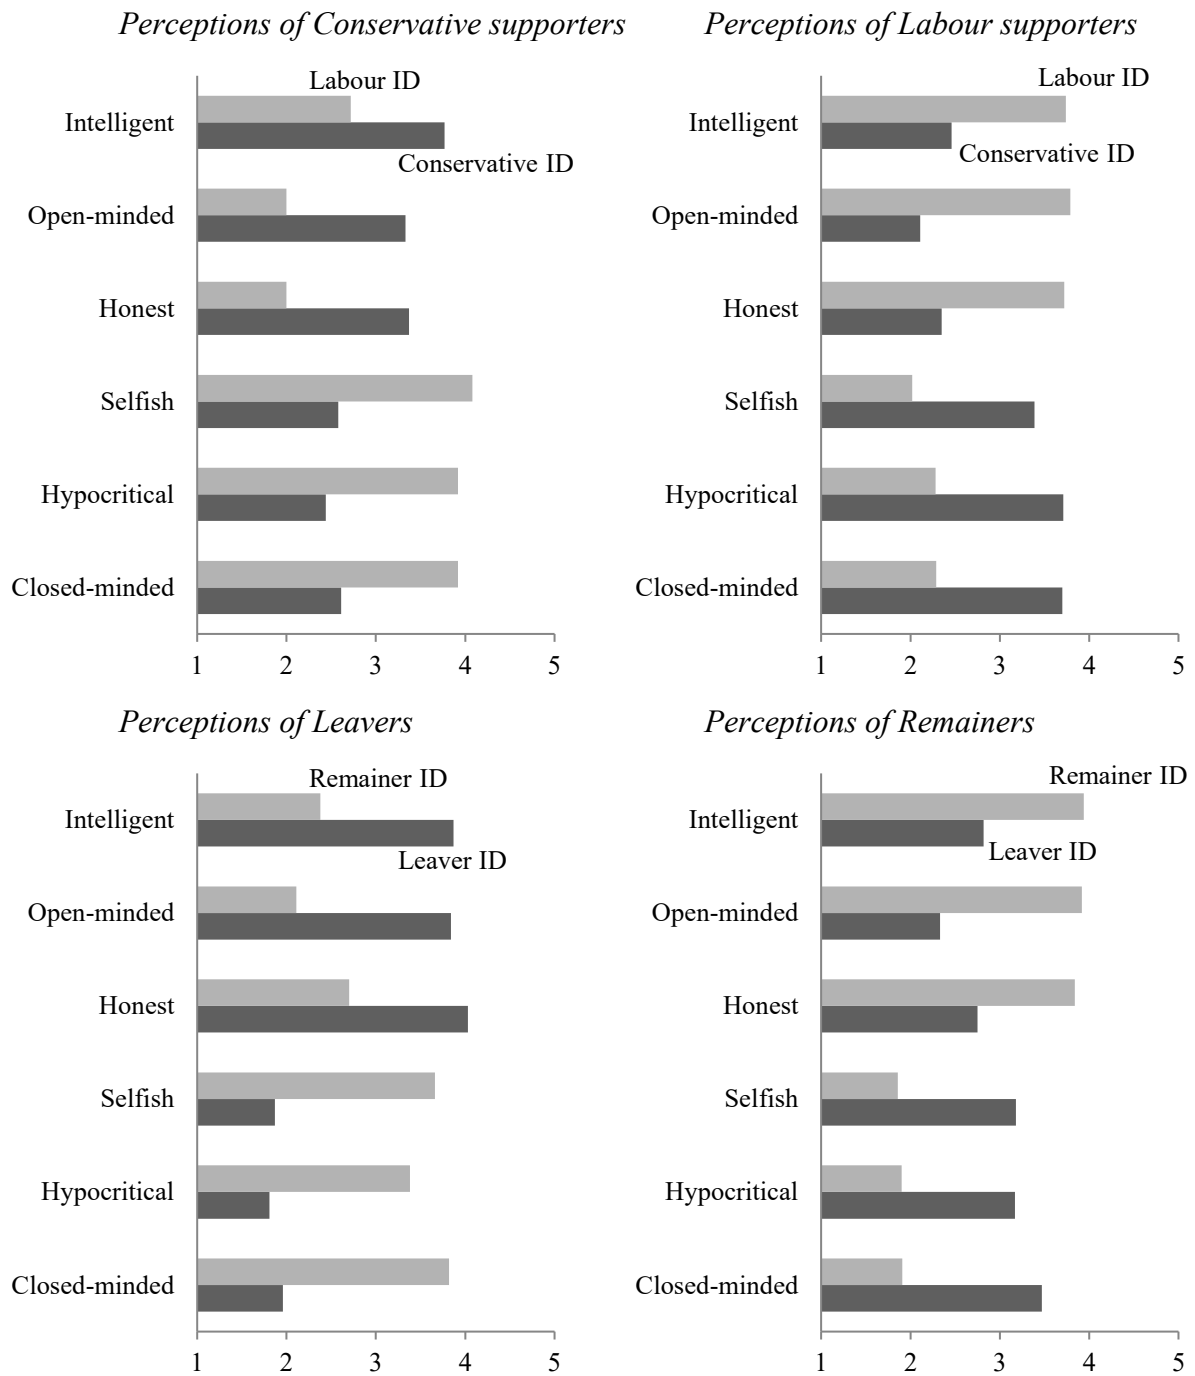 Perceptions of Conservative supporters
Labour ID
Intelligent
Conservative ID
Open-minded
Honest
Selfish
Hypocritical
Closed-minded
1 2 3 4 5
Perceptions of Labour supporters
Labour ID
Intelligent
Conservative ID
Open-minded
Honest
Selfish
Hypocritical
Closed-minded
1 2 3 4 5
Perceptions of Leavers
Remainer ID
Intelligent
Leaver ID
Open-minded
Honest
Selfish
Hypocritical
Closed-minded
1 2 3 4 5
Perceptions of Remainers
Remainer ID
Intelligent
Leaver ID
Open-minded
Honest
Selfish
Hypocritical
Closed-minded
1 2 3 4 5